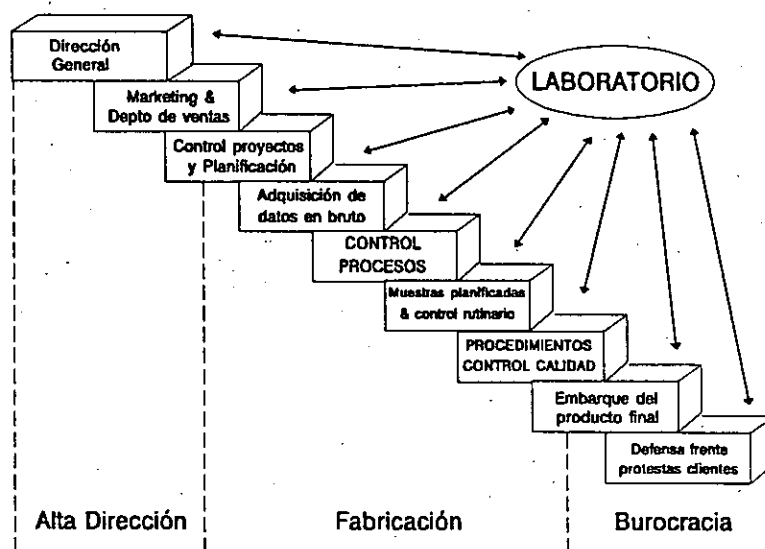 Dirección
General
LABORATORIO
Marketing &
Depto de ventas
Control proyectos
y Planificación
Adquisición de
datos en bruto
CONTROL
PROCESOS
Muestras planificadas
& control rutinario
PROCEDIMIENTOS
CONTROL CALIDAD
Embarque del
producto final
Defensa frente
protestas clientes
Alta Dirección
Fabricación
Burocracia